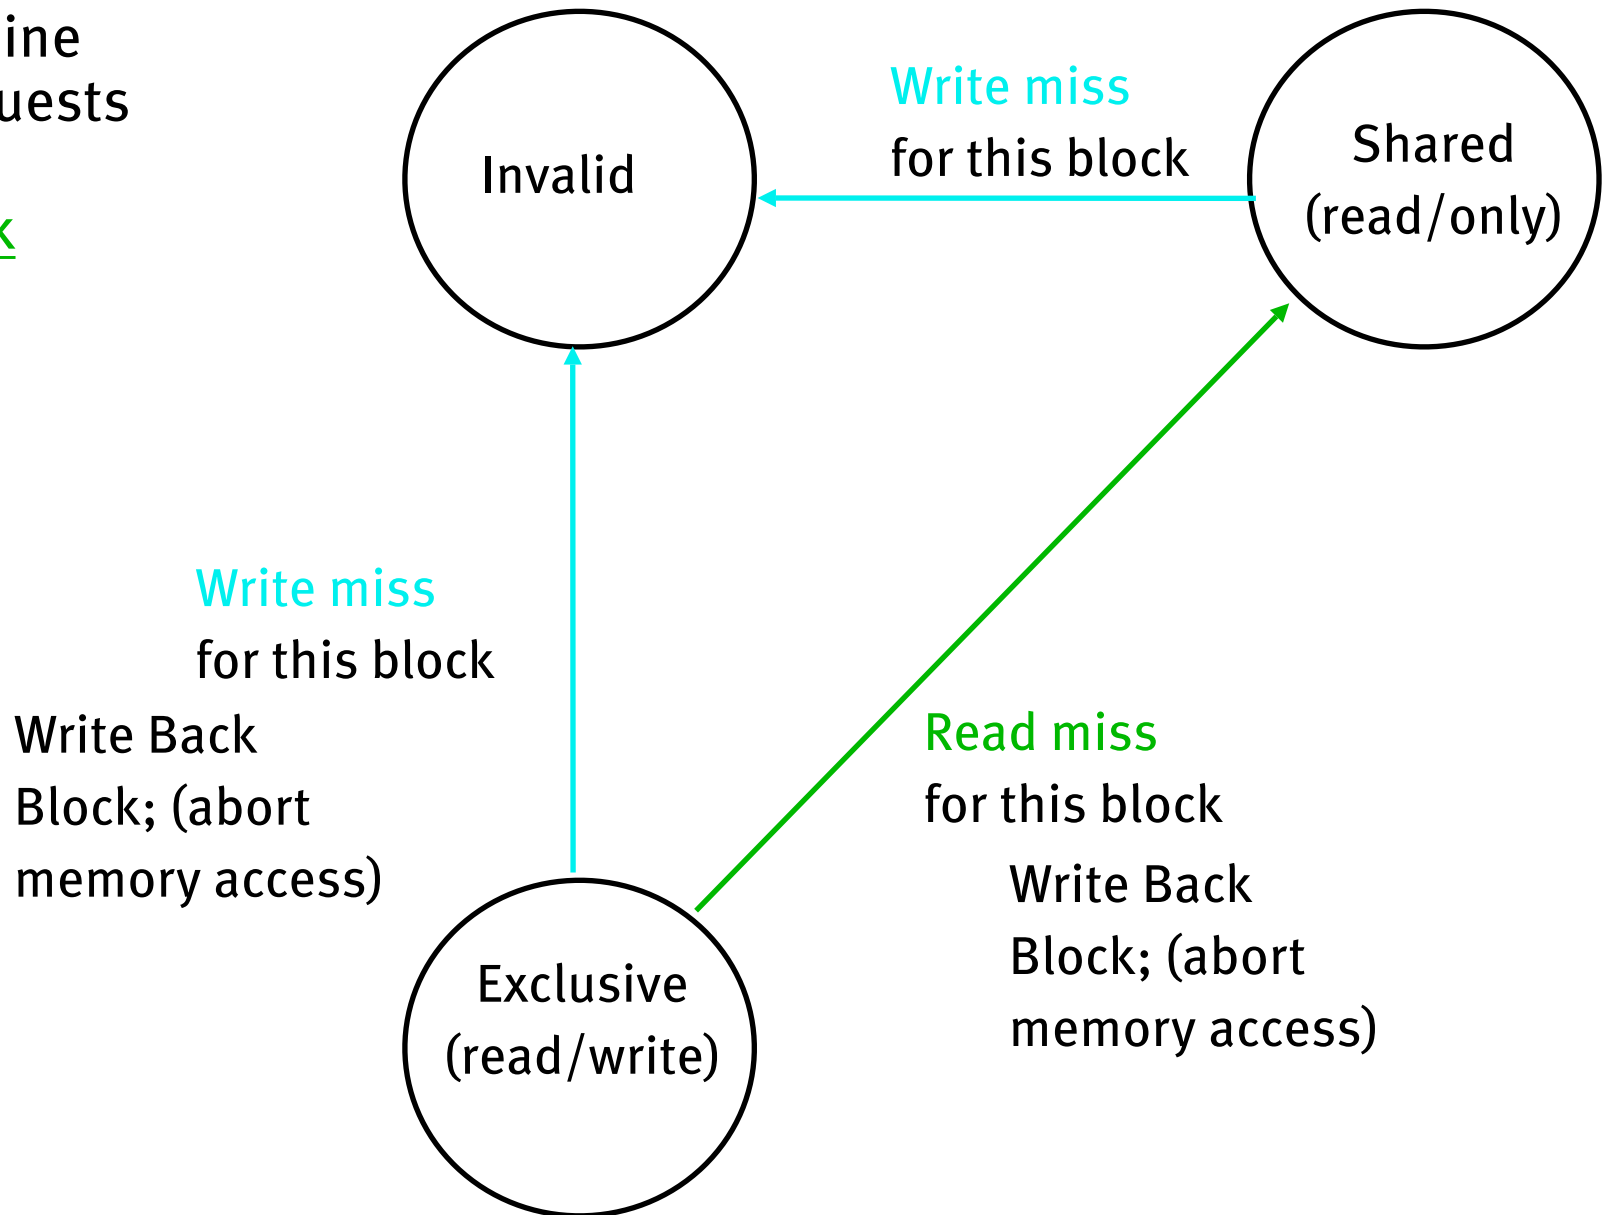 ine
uests
k
Invalid
Write miss
for this block
Shared
(read/only)
Write miss
for this block
Write Back
Block; (abort
memory access)
Read miss
for this block
Write Back
Block; (abort
memory access)
Exclusive
(read/write)